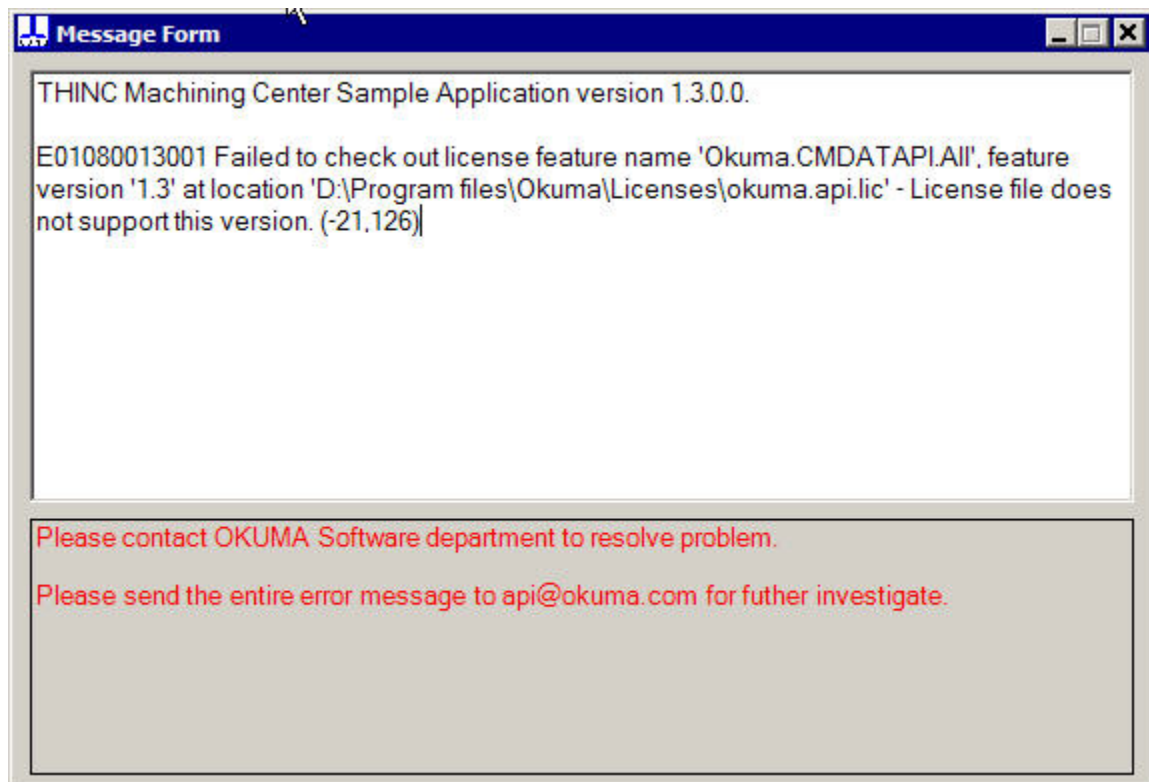 Message Form
THINC Machining Center Sample Application version 1.3.0.0.
E01080013001 Failed to check out license feature name 'Okuma.CMDATAPI.All', feature
version '1.3' at location 'D:\Program files\Okuma\Licenses\okuma.api.lic' - License file does
not support this version. (-21,126)
Please contact OKUMA Software department to resolve problem.
Please send the entire error message to api@okuma.com for futher investigate.